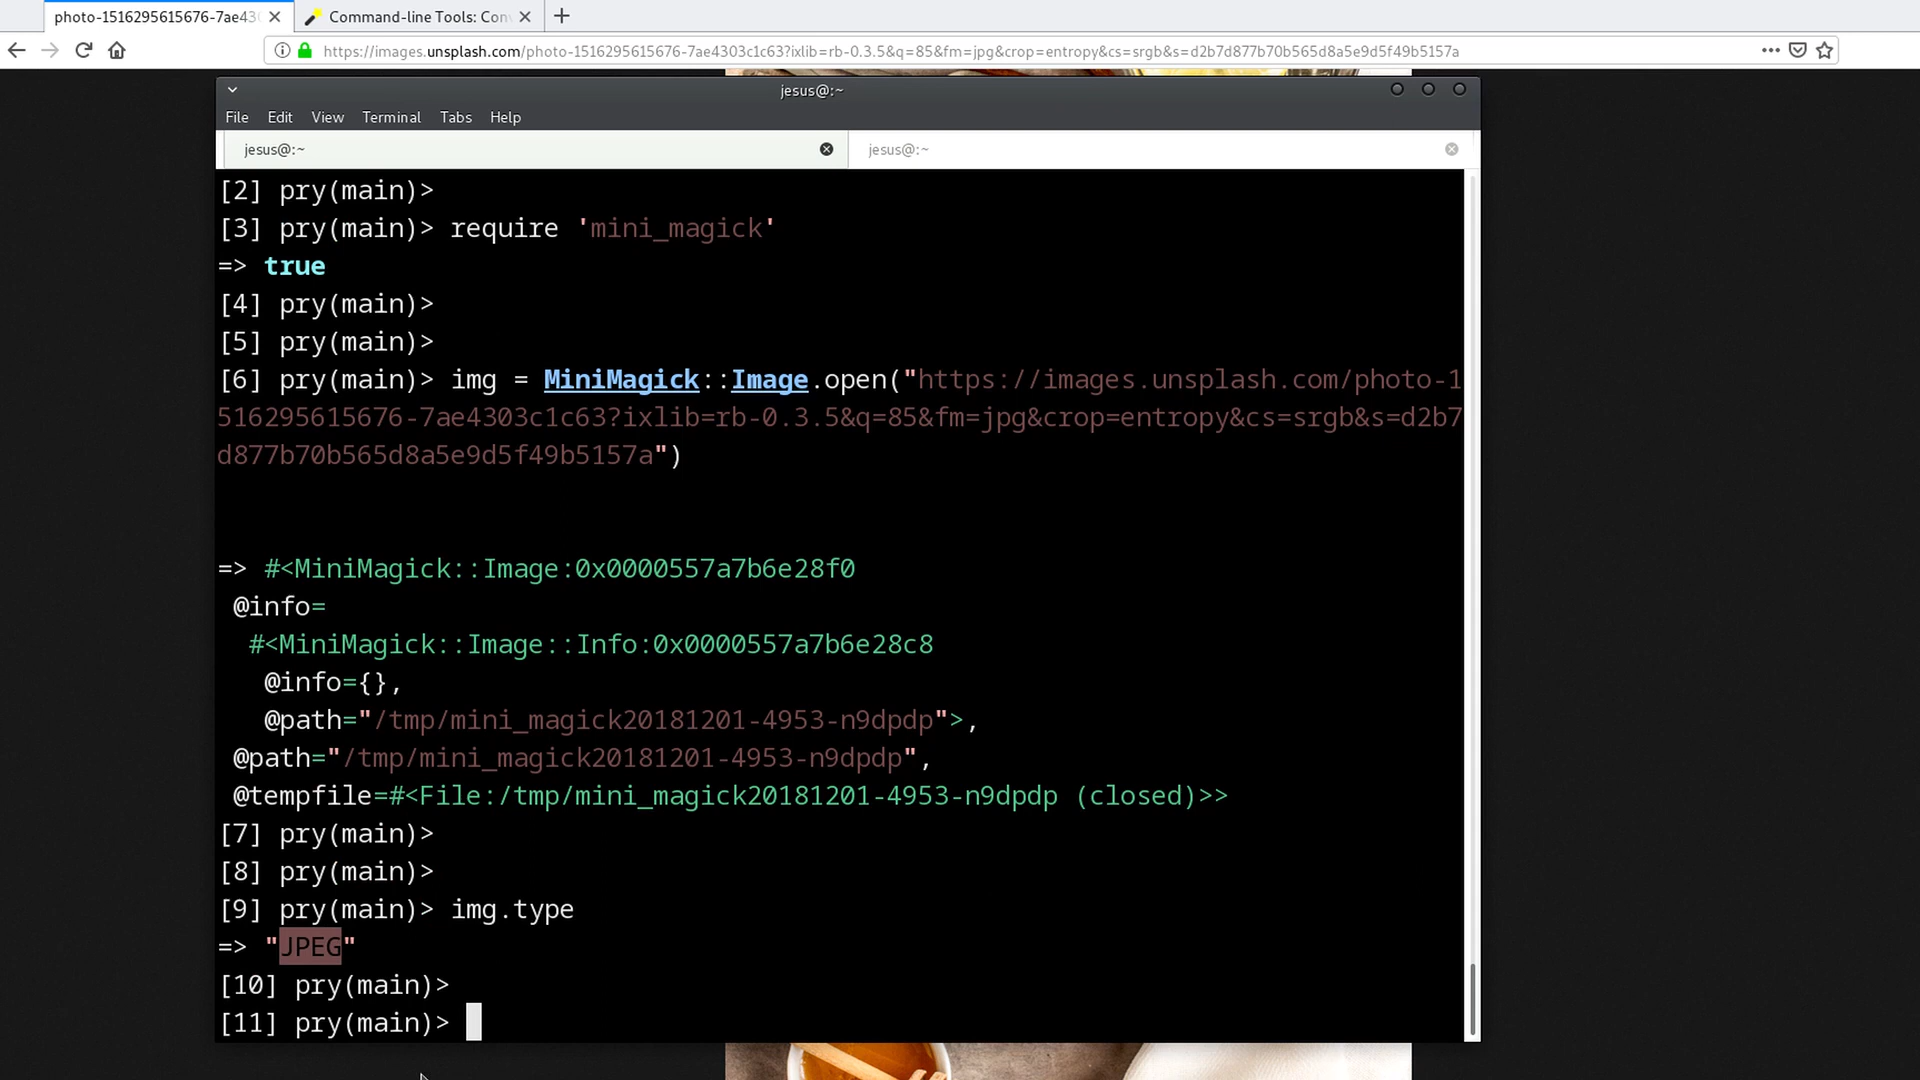 photo-1516295615676-7ae43
Command-line Tools: Con
https://images.unsplash.com/photo-1516295615676-7ae4303c1c63?ixlib=rb-0.3.5&q=85&fm=jpg&crop=entropy&cs=srgb&s=d2b7d877b70b565d8a5e9d5f49b5157a
jesus@:~
File Edit View Terminal Tabs Help
jesus@:~ jesus@:~
[2] pry(main)>
[3] pry(main)> require 'mini_magick'
=> true
[4] pry(main)>
[5] pry(main)>
[6] pry(main)> img = MiniMagick::Image.open("https://images.unsplash.com/photo-1
516295615676-7ae4303c1c63?ixlib=rb-0.3.5&q=85&fm=jpg&crop=entropy&cs=srgb&s=d2b7
d877b70b565d8a5e9d5f49b5157a")
=> #<MiniMagick::Image:0x0000557a7b6e28f0
@info=
#<MiniMagick::Image::Info:0x0000557a7b6e28c8
@info={},
@path="/tmp/mini_magick20181201-4953-n9dpdp">,
@path="/tmp/mini_magick20181201-4953-n9dpdp",
@tempfile=#<File:/tmp/mini_magick20181201-4953-n9dpdp (closed)>>
[7] pry(main)>
[8] pry(main)>
[9] pry(main)> img.type
=> "JPEG"
[10] pry(main)>
[11] pry(main)>